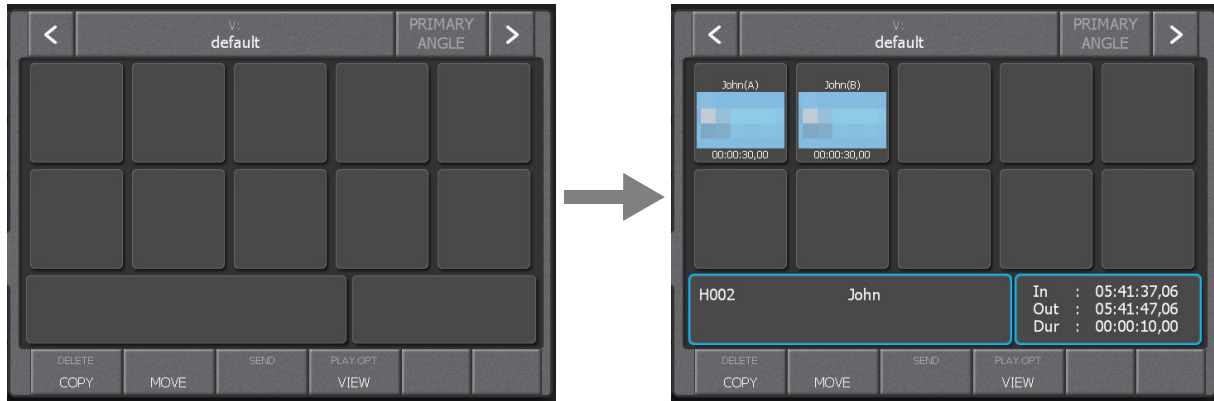 <
V:
default
PRIMARY
ANGLE
>
DELETE
COPY
MOVE
SEND
PLAY OPT
VIEW
<
V:
default
PRIMARY
ANGLE
>
John(A)
John(B)
00:00:30,00
00:00:30,00
H002 John
In : 05:41:37,06
Out : 05:41:47,06
Dur : 00:00:10,00
DELETE
COPY
MOVE
SEND
PLAY OPT
VIEW